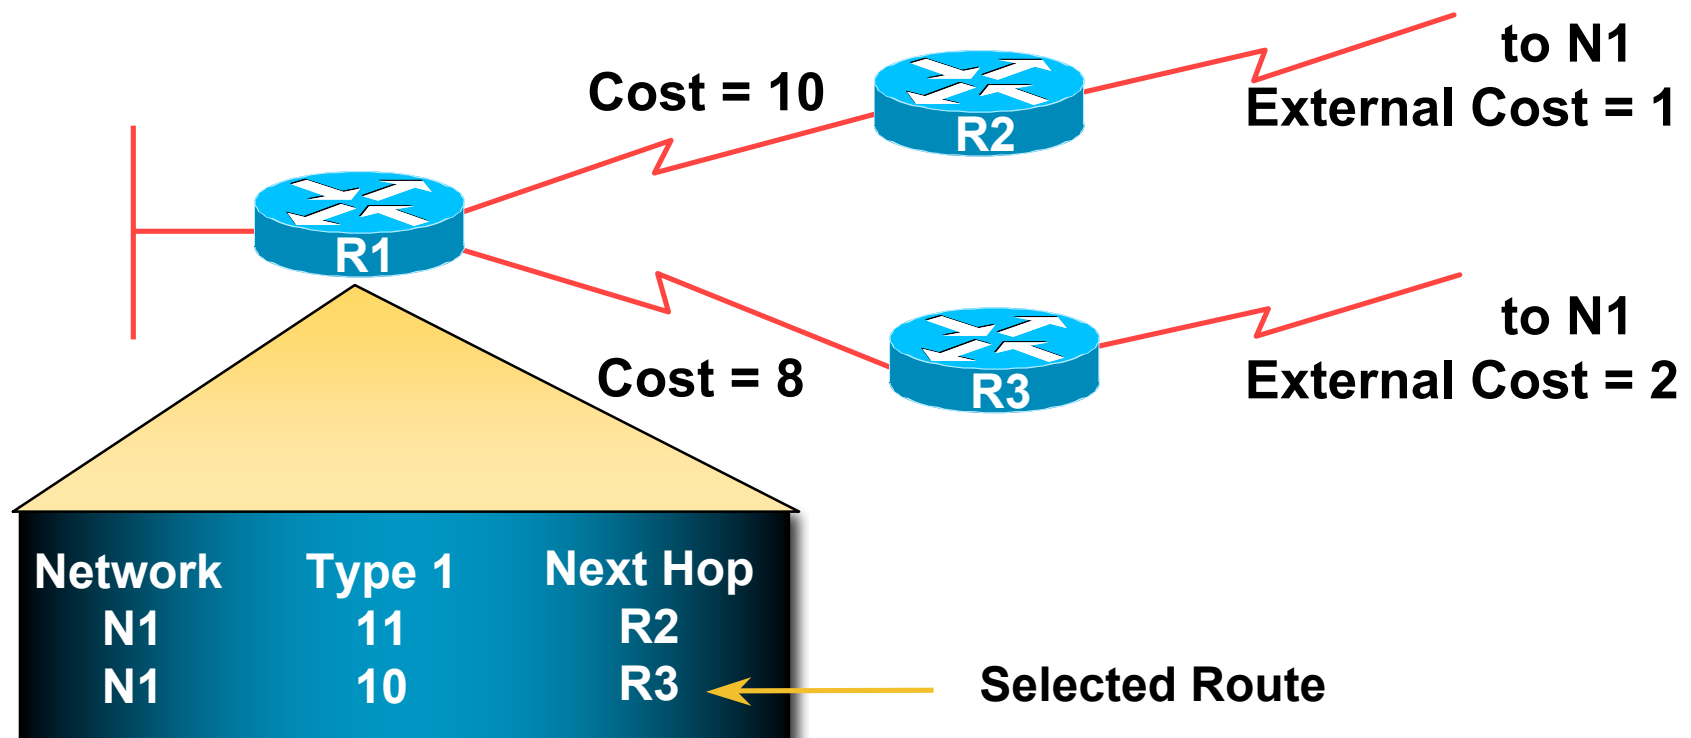 to N1
External Cost = 1
Cost = 10
R2
R1
to N1
External Cost = 2
Cost = 8
R3
Network Type 1 Next Hop
N1 11 R2
N1 10 R3
Selected Route